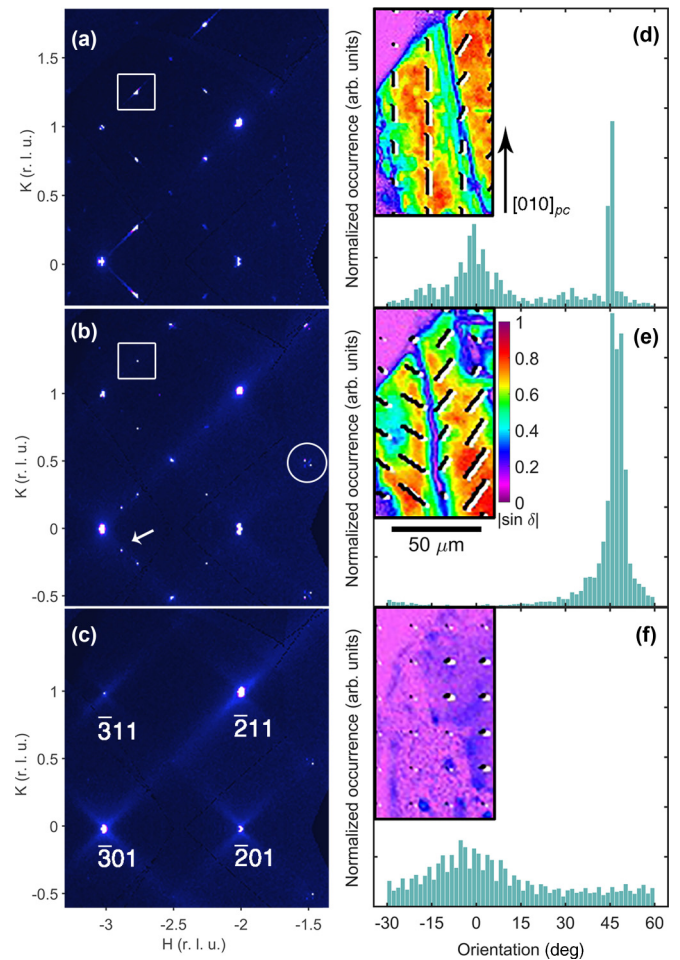 (a)
1.5
1
0.5
0
K (r. l. u.)
(b)
1
0.5
0
-0.5
K (r. l. u.)
(c)
1
0
-0.5
K (r. l. u.)
3̅11
2̅11
3̅01
2̅01
-3
-2.5
-2
-1.5
H (r. l. u.)
(d)
Normalized occurrence (arb. units)
[010]pc
(e)
Normalized occurrence (arb. units)
1
0.8
0.6
0.4
0.2
0
|sin δ|
50 μm
(f)
Normalized occurrence (arb. units)
-30
-15
0
15
30
45
60
Orientation (deg)